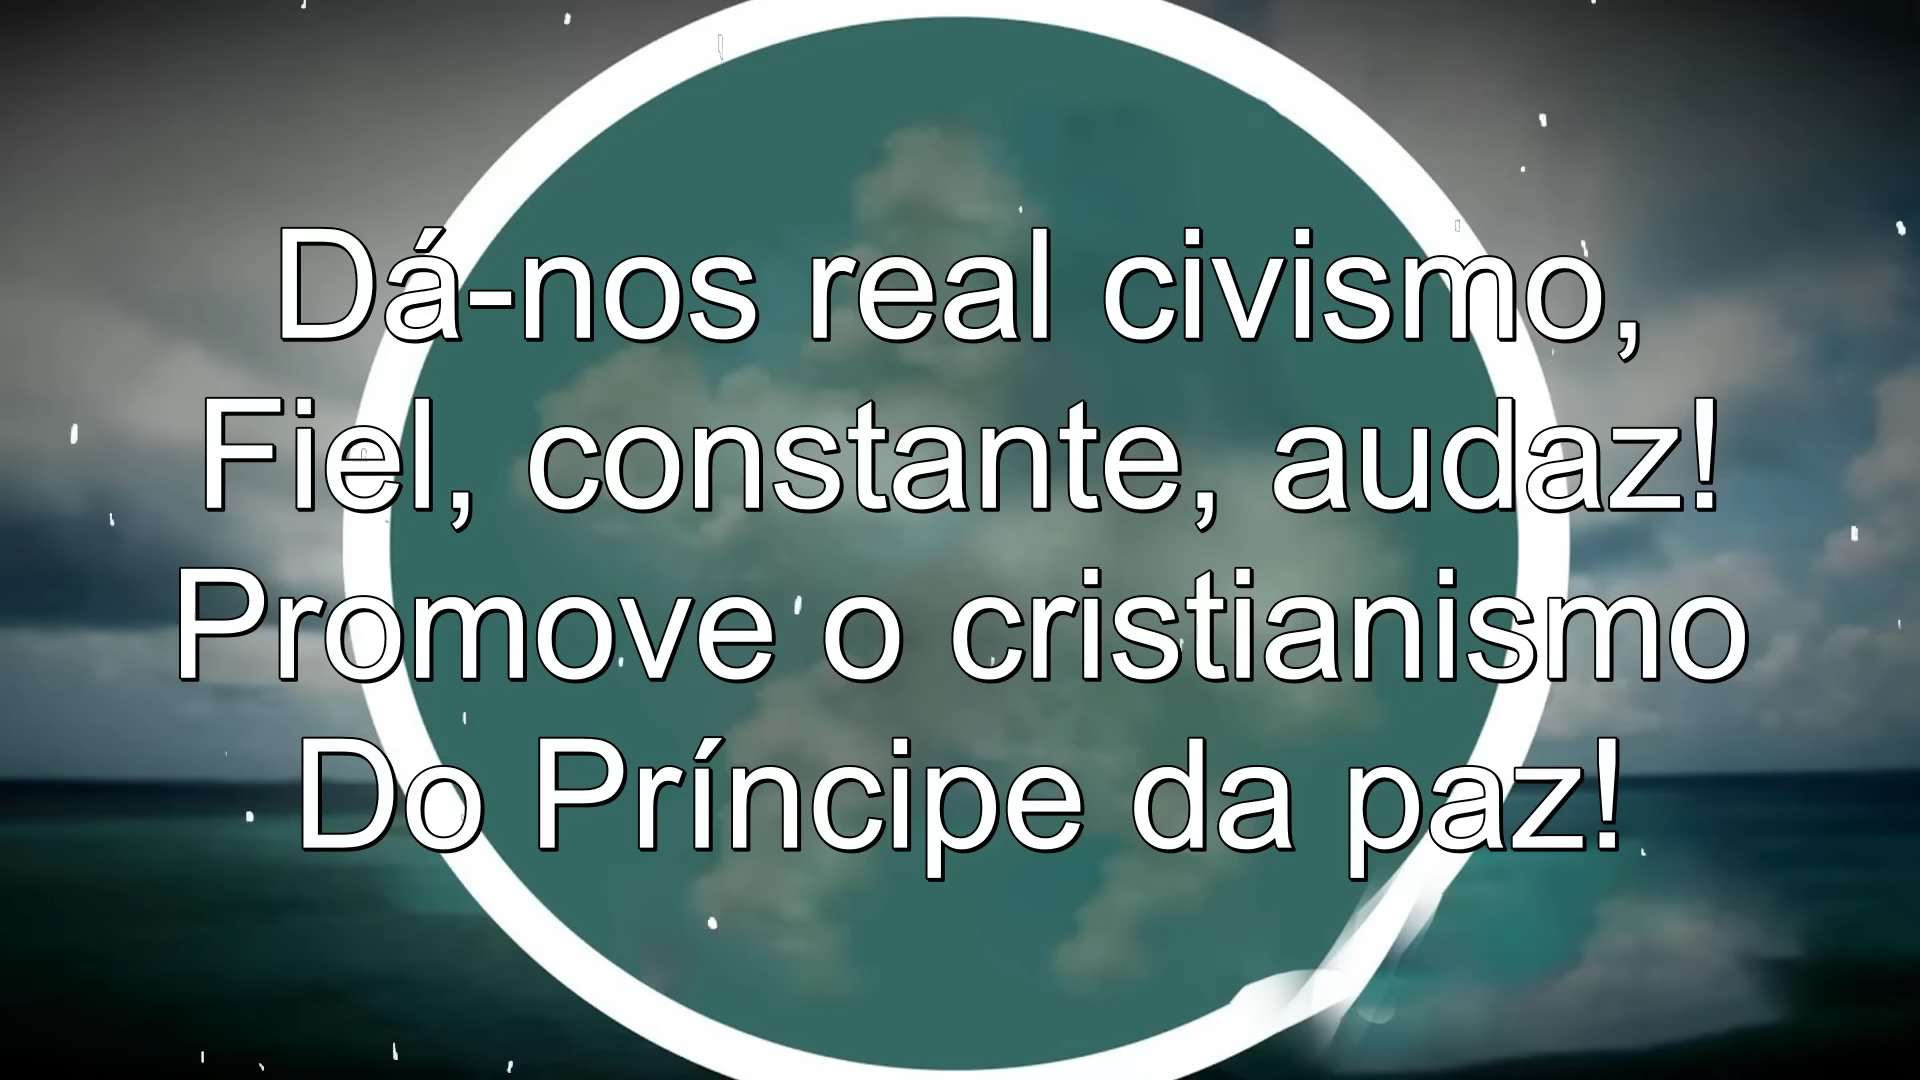 Dá-nos real civismo,
Fiel, constante, audaz!
Promove o cristianismo
Do Príncipe da paz!